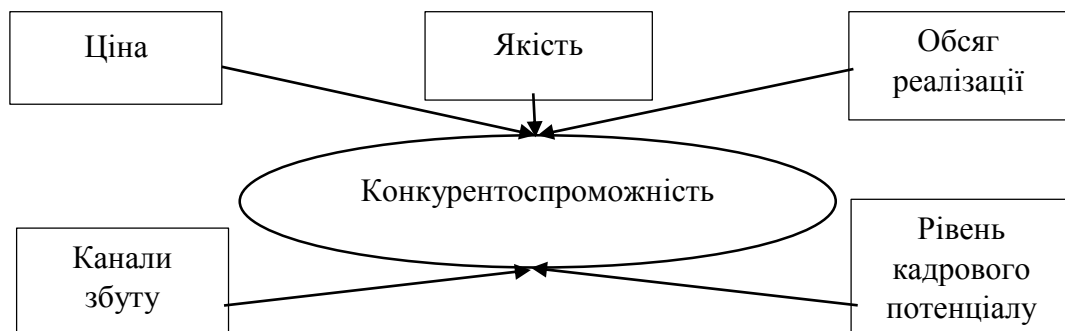 Ціна
Якість
Обсяг
реалізації
Конкурентоспроможність
Канали
збуту
Рівень
кадрового
потенціалу